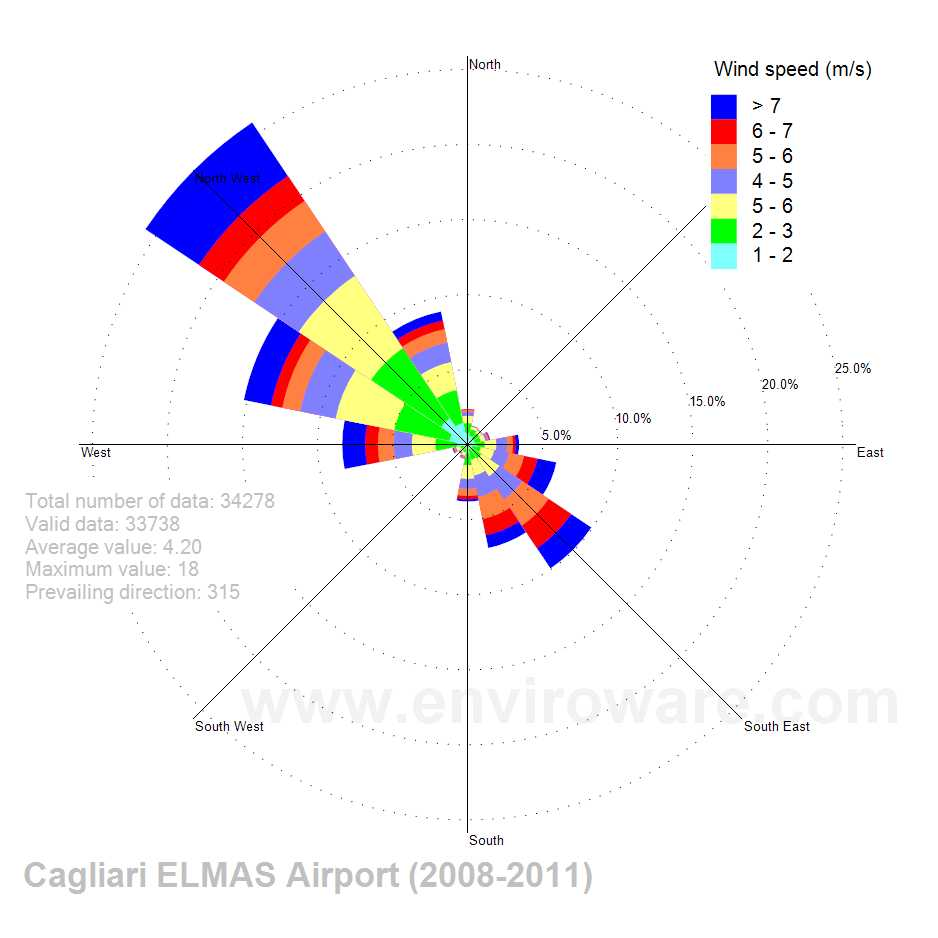 North
Wind speed (m/s)
> 7
6 - 7
5 - 6
4 - 5
5 - 6
2 - 3
1 - 2
North West
25.0%
20.0%
15.0%
10.0%
5.0%
West
East
Total number of data: 34278
Valid data: 33738
Average value: 4.20
Maximum value: 18
Prevailing direction: 315
www.enviroware.com
South West
South East
South
Cagliari ELMAS Airport (2008-2011)